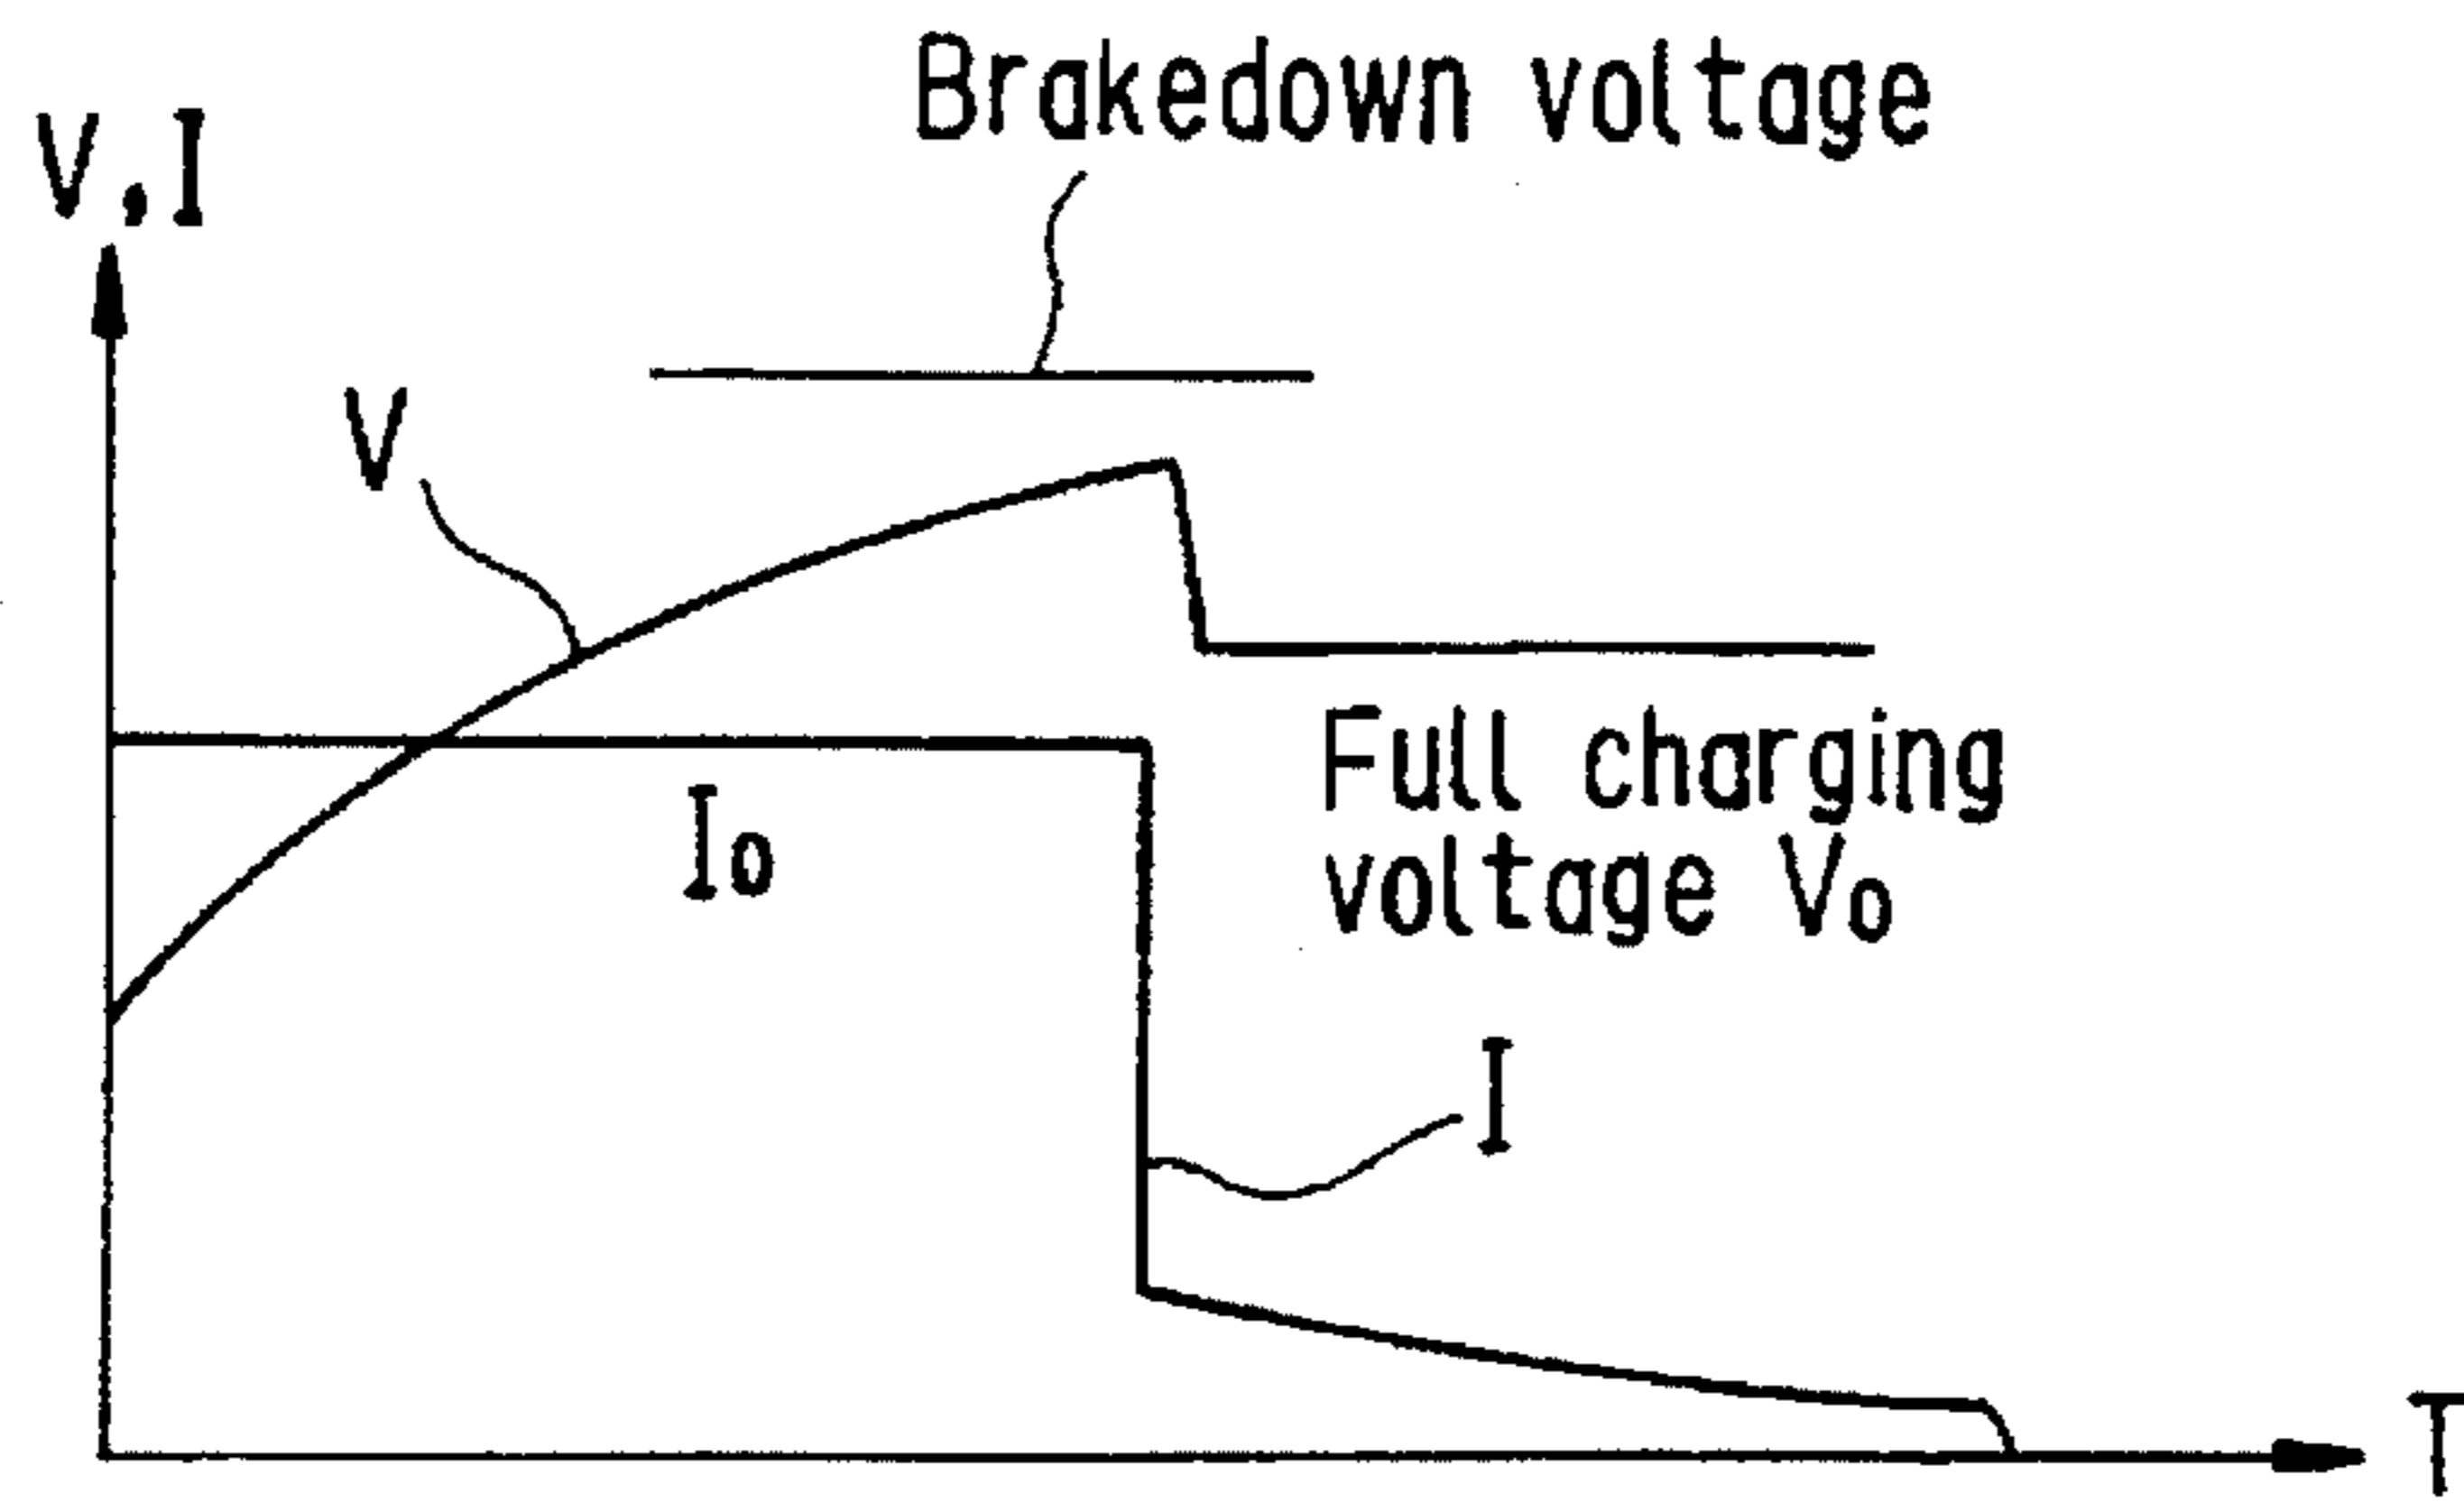 Brakedown voltage
V,I
V
Io
Full charging
voltage Vo
I
T